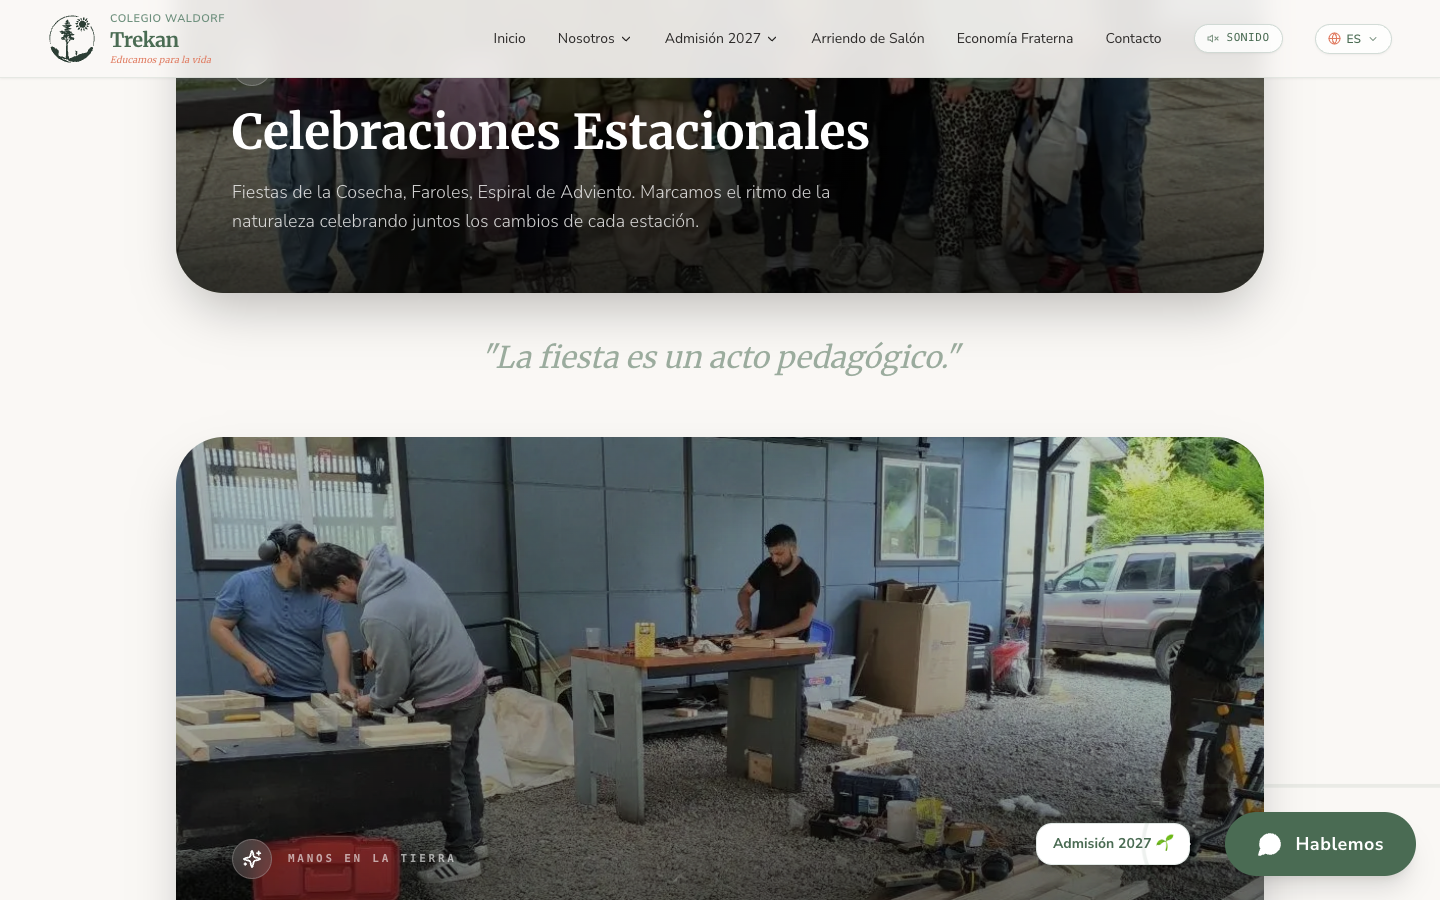 COLEGIO WALDORF
Trekan
Educamos para la vida
Inicio
Nosotros
Admisión 2027
Arriendo de Salón
Economía Fraterna
Contacto
SONIDO
ES
Celebraciones Estacionales
Fiestas de la Cosecha, Faroles, Espiral de Adviento. Marcamos el ritmo de la
naturaleza celebrando juntos los cambios de cada estación.
"La fiesta es un acto pedagógico."
MANOS EN LA TIERRA
Admisión 2027
Hablemos